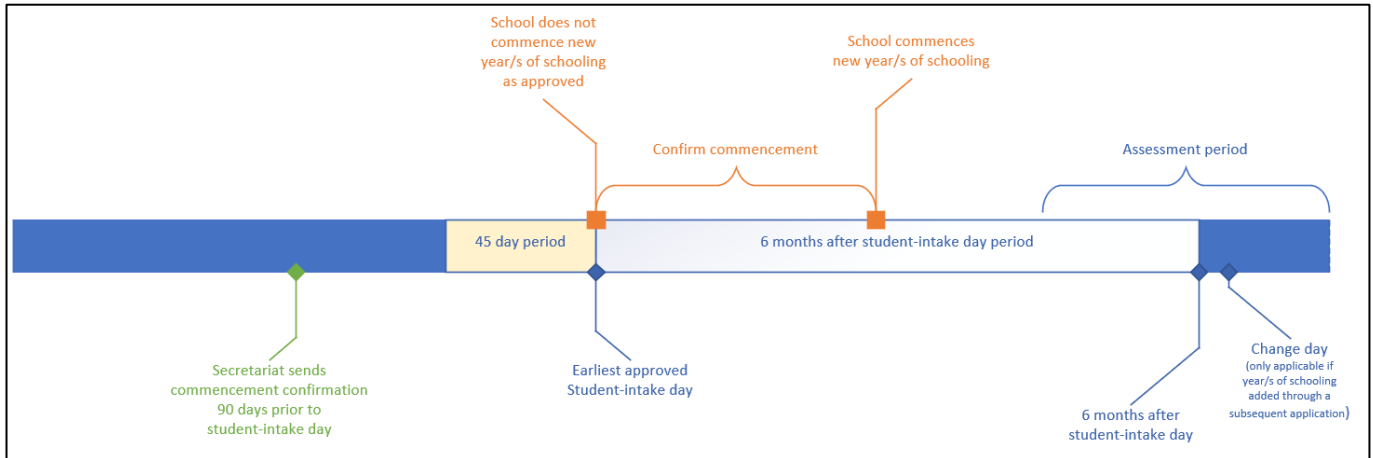 School does not
commence new
year/s of schooling
as approved
School commences
new year/s of schooling
Confirm commencement
Assessment period
45 day period
6 months after student-intake day period
Secretariat sends
commencement confirmation
90 days prior to
student-intake day
Earliest approved
Student-intake day
6 months after
student-intake day
Change day
(only applicable if
year/s of schooling
added through a
subsequent application)